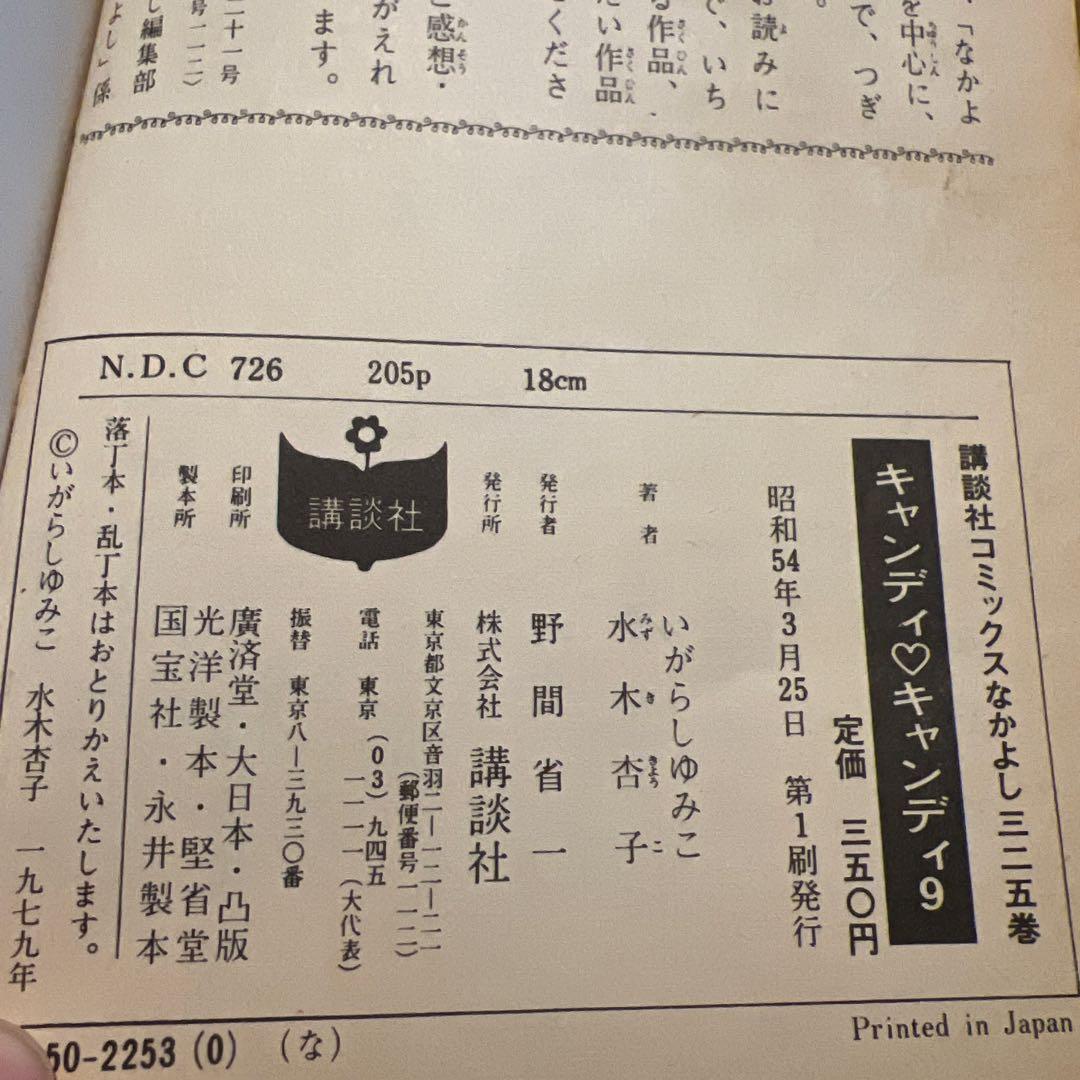 、「なかよ
を中心に、
で、つぎ
。
お読みに
で、いち
る作品、
たい作品
くださ
感想・
がえれ
ます。
二十一号
号一一二）
し編集部
よし」係
N.D.C 726 205p 18cm
講談社コミックスなかよし三二五巻
キャンディ♡キャンディ9
定価 三五〇円
昭和54年3月25日 第1刷発行
著者 いがらしゆみこ
水木杏子
発行者 野間省一
発行所 株式会社 講談社
東京都文京区音羽二ー一二ー二一
（郵便番号一一二）
電話 東京（03）九四五
一一一一（大代表）
振替 東京八ー三九三〇番
講談社
印刷所 廣済堂・大日本・凸版
製本所 光洋製本・堅省堂
国宝社・永井製本
落丁本・乱丁本はおとりかえいたします。
©いがらしゆみこ 水木杏子 一九七九年
50-2253 (0) （な）
Printed in Japan